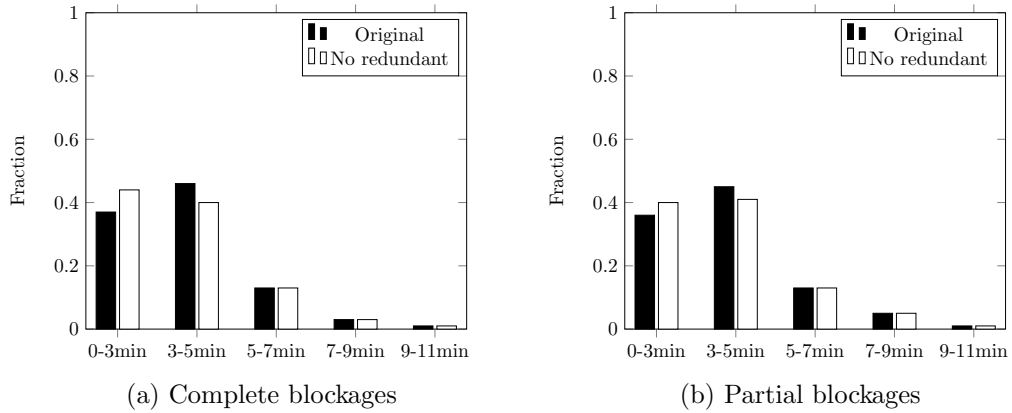 1
0.8
0.6
0.4
0.2
0
Fraction
Original
No redundant
0-3min 3-5min 5-7min 7-9min 9-11min
(a) Complete blockages
1
0.8
0.6
0.4
0.2
0
Fraction
Original
No redundant
0-3min 3-5min 5-7min 7-9min 9-11min
(b) Partial blockages